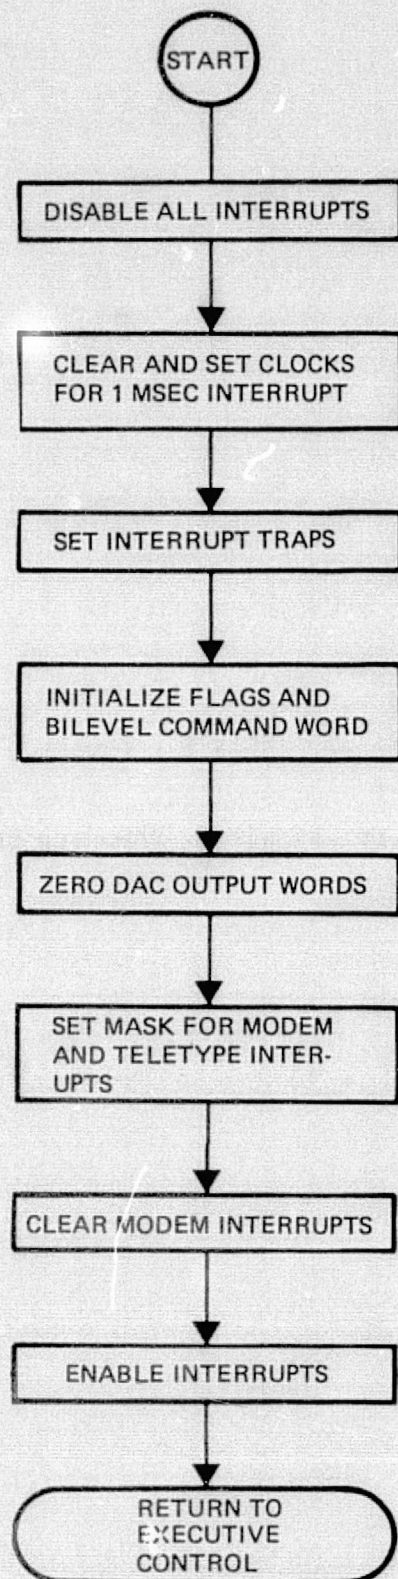 START
DISABLE ALL INTERRUPTS
CLEAR AND SET CLOCKS
FOR 1 MSEC INTERRUPT
SET INTERRUPT TRAPS
INITIALIZE FLAGS AND
BILEVEL COMMAND WORD
ZERO DAC OUTPUT WORDS
SET MASK FOR MODEM
AND TELETYPE INTER-
UPTS
CLEAR MODEM INTERRUPTS
ENABLE INTERRUPTS
RETURN TO
EXECUTIVE
CONTROL